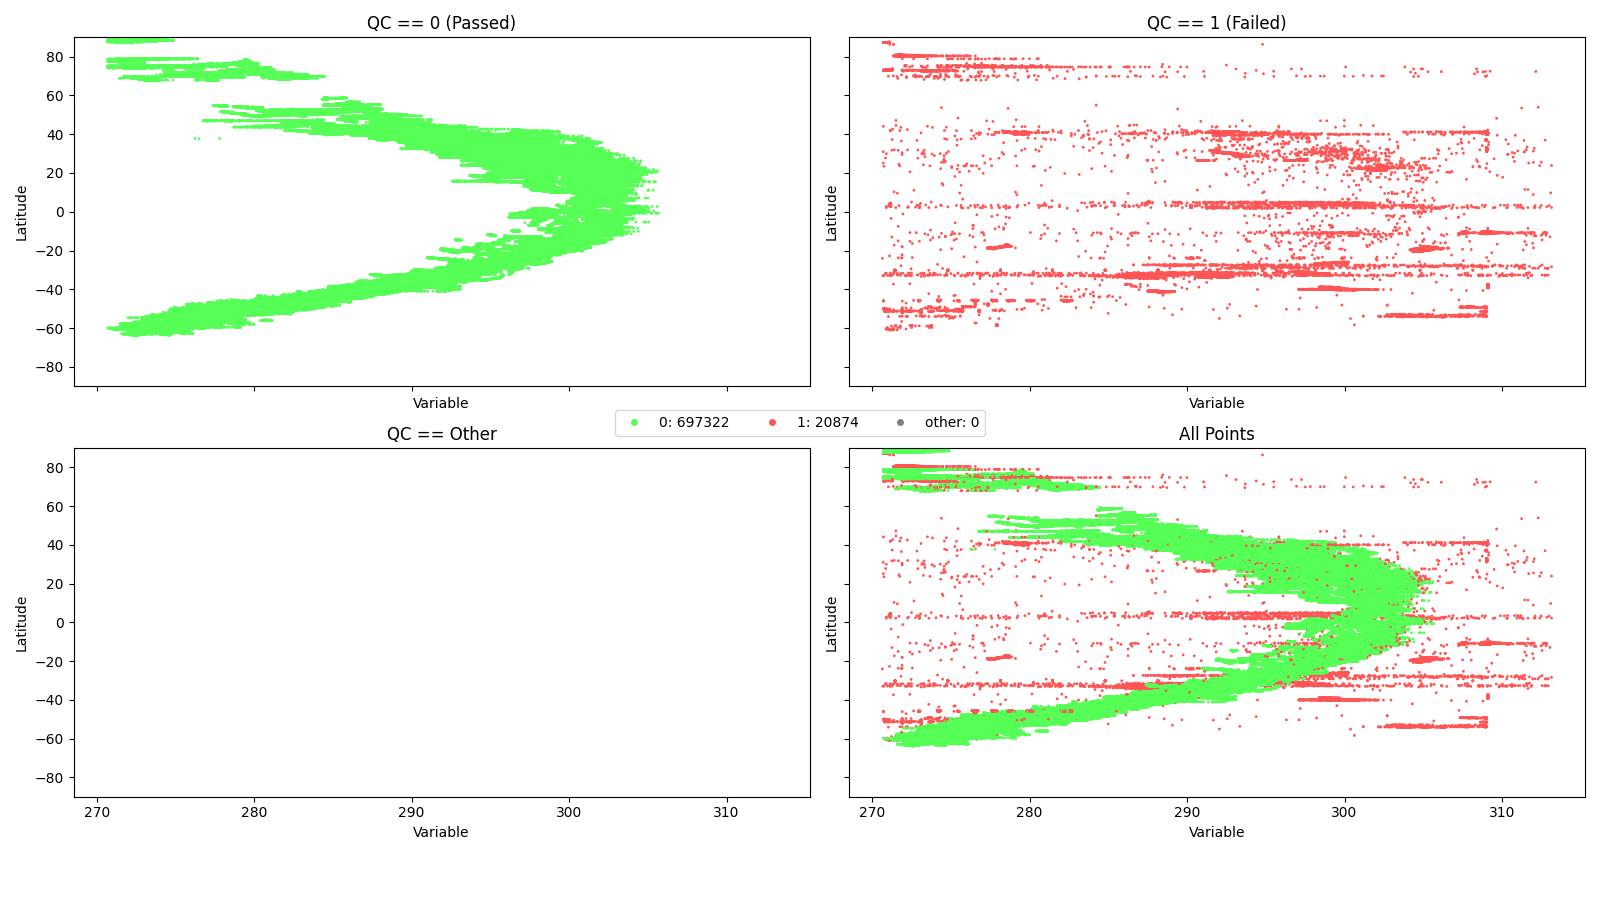 QC == 0 (Passed)
QC == 1 (Failed)
80
60
40
20
0
−20
−40
−60
−80
Latitude
Latitude
Variable
Variable
0: 697322 1: 20874 other: 0
QC == Other
All Points
80
60
40
20
0
−20
−40
−60
−80
Latitude
Latitude
270 280 290 300 310
270 280 290 300 310
Variable
Variable